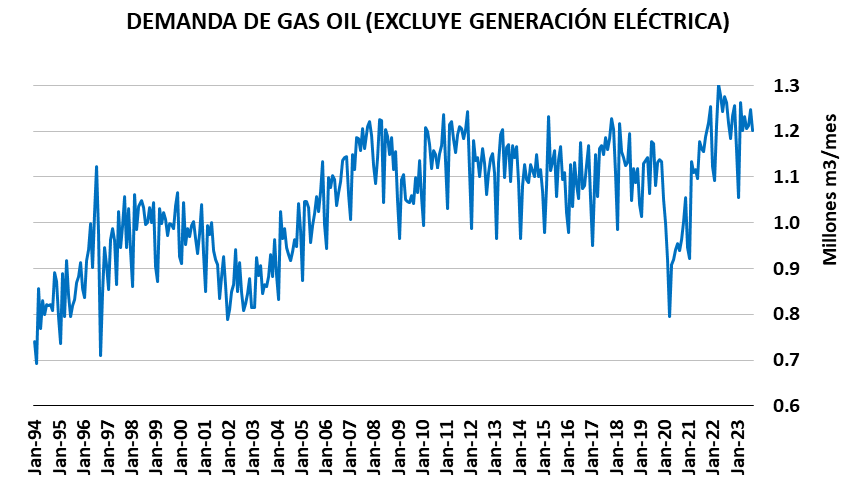 DEMANDA DE GAS OIL (EXCLUYE GENERACIÓN ELÉCTRICA)
1.3
1.2
1.1
1.0
0.9
0.8
0.7
0.6
Millones m3/mes
Jan-94
Jan-95
Jan-96
Jan-97
Jan-98
Jan-99
Jan-00
Jan-01
Jan-02
Jan-03
Jan-04
Jan-05
Jan-06
Jan-07
Jan-08
Jan-09
Jan-10
Jan-11
Jan-12
Jan-13
Jan-14
Jan-15
Jan-16
Jan-17
Jan-18
Jan-19
Jan-20
Jan-21
Jan-22
Jan-23